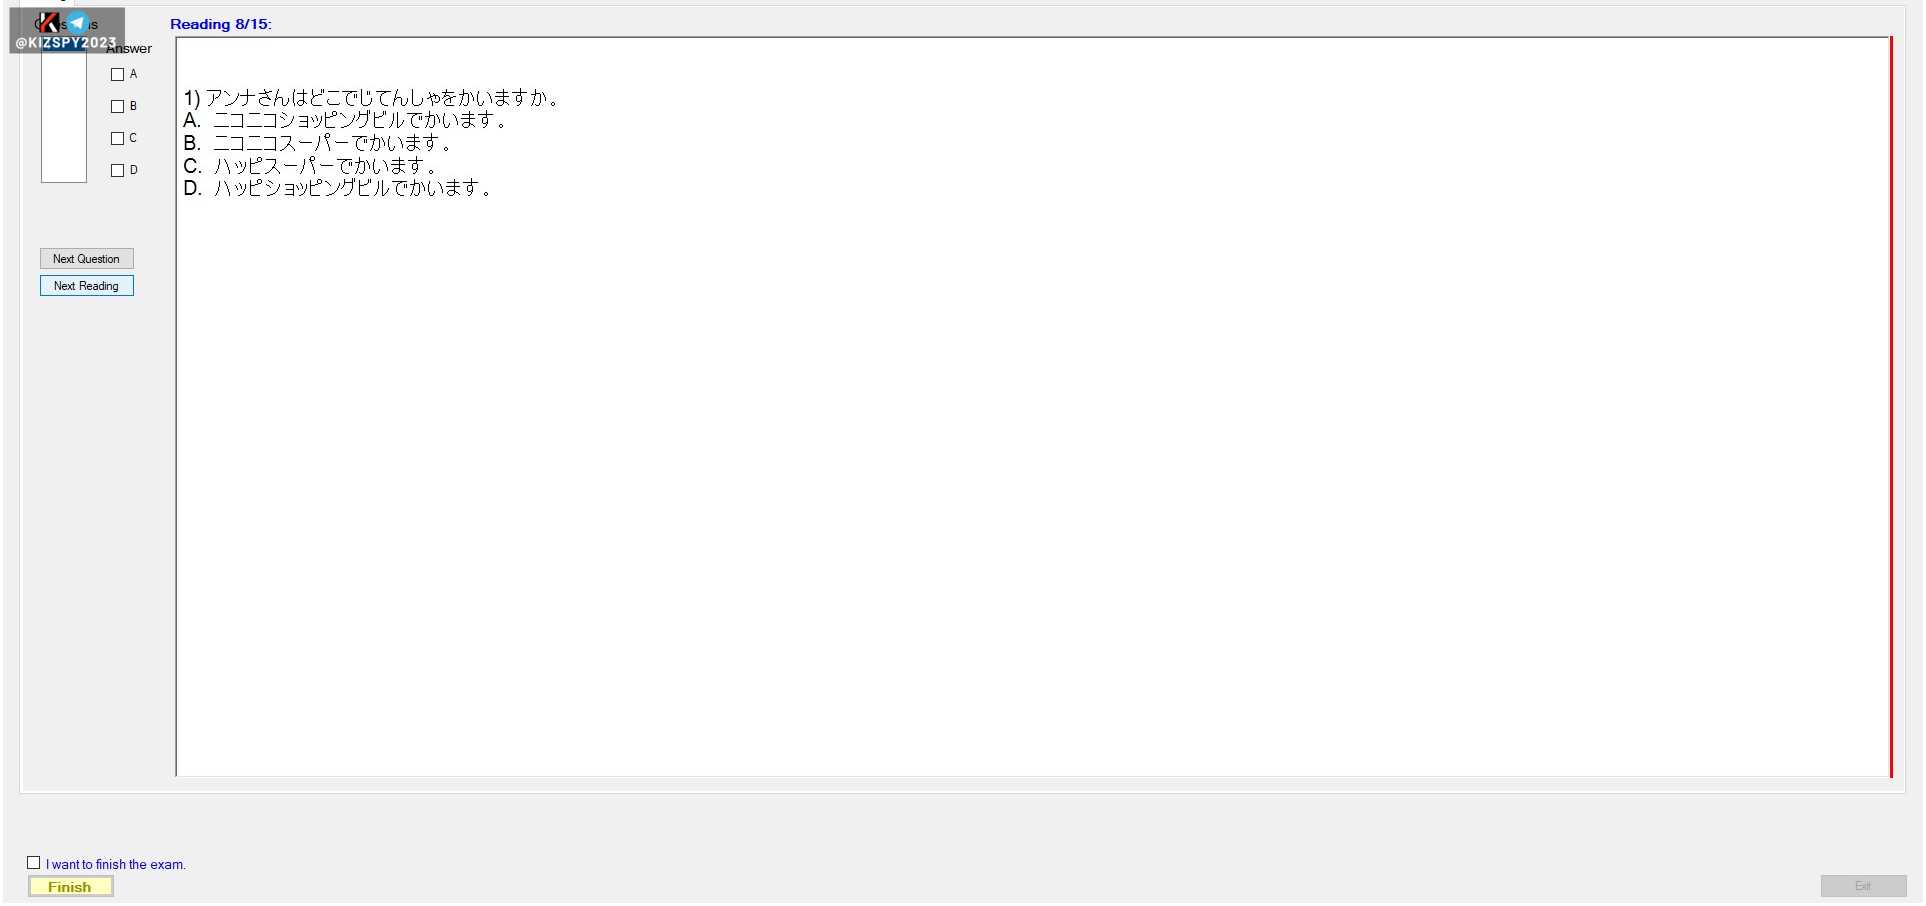 Reading 8/15:
@KIZSPY2023
Answer
A
B
C
D
1) アンナさんはどこでじてんしゃをかいますか。
A. ニコニコショッピングビルでかいます。
B. ニコニコスーパーでかいます。
C. ハッピスーパーでかいます。
D. ハッピショッピングビルでかいます。
Next Question
Next Reading
I want to finish the exam.
Finish
Exit